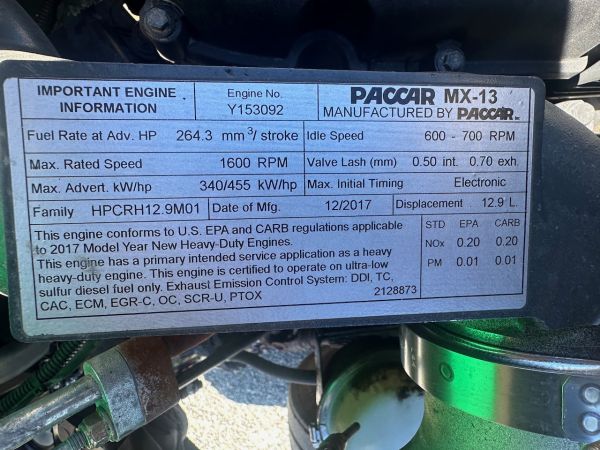 IMPORTANT ENGINE INFORMATION
Engine No. Y153092
PACCAR MX-13
MANUFACTURED BY PACCAR INC
Fuel Rate at Adv. HP 264.3 mm³/ stroke
Idle Speed 600 - 700 RPM
Max. Rated Speed 1600 RPM
Valve Lash (mm) 0.50 int. 0.70 exh.
Max. Advert. kW/hp 340/455 kW/hp
Max. Initial Timing Electronic
Family HPCRH12.9M01
Date of Mfg. 12/2017
Displacement 12.9 L.
This engine conforms to U.S. EPA and CARB regulations applicable
to 2017 Model Year New Heavy-Duty Engines.
This engine has a primary intended service application as a heavy
heavy-duty engine. This engine is certified to operate on ultra-low
sulfur diesel fuel only. Exhaust Emission Control System: DDI, TC,
CAC, ECM, EGR-C, OC, SCR-U, PTOX
2128873
STD EPA CARB
NOx 0.20 0.20
PM 0.01 0.01